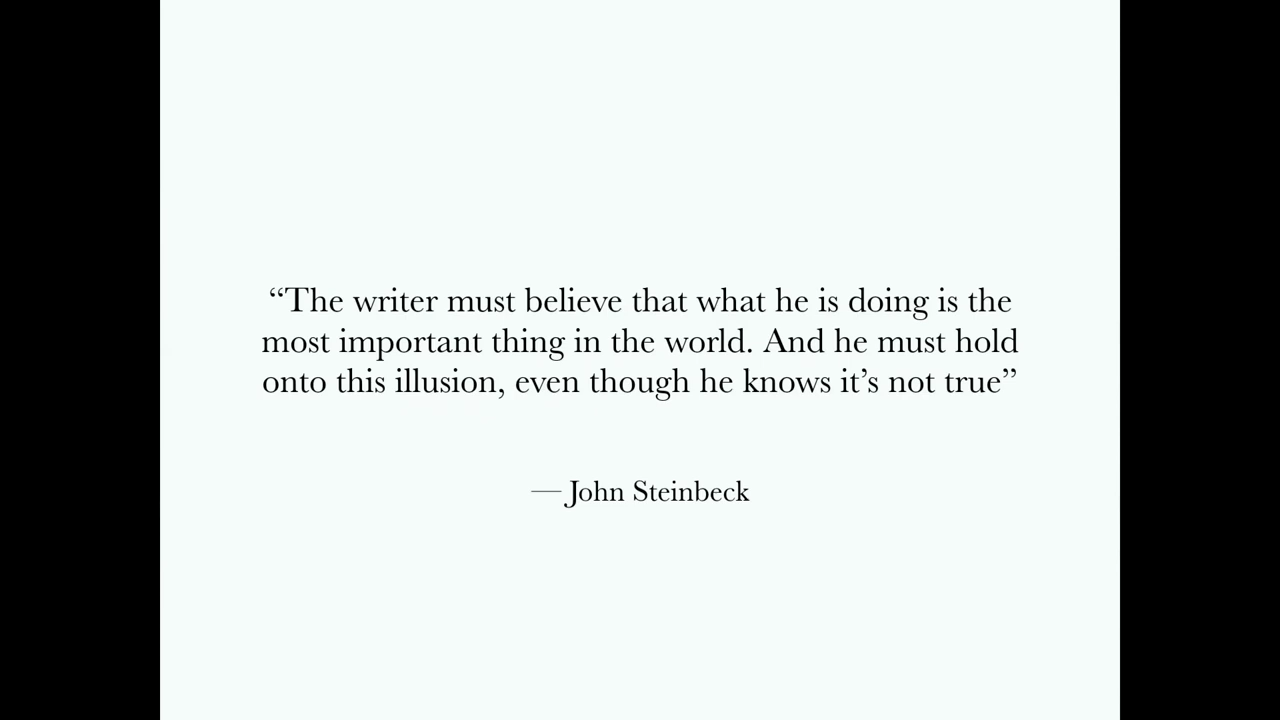 “The writer must believe that what he is doing is the
most important thing in the world. And he must hold
onto this illusion, even though he knows it’s not true”
— John Steinbeck